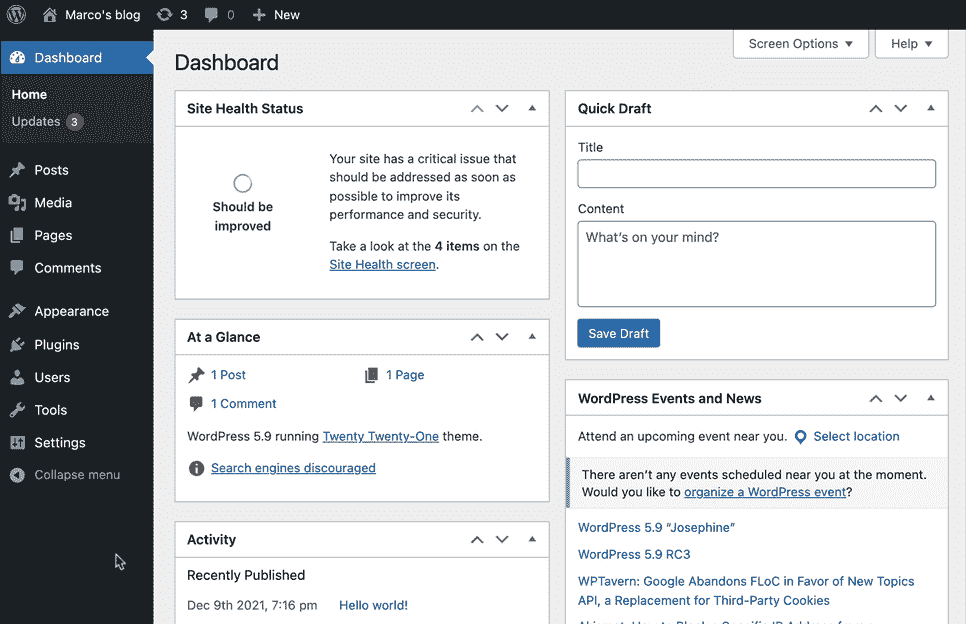 Marco's blog 3 0 New
Screen Options Help
Dashboard
Home
Updates 3
Posts
Media
Pages
Comments
Appearance
Plugins
Users
Tools
Settings
Collapse menu
Dashboard
Site Health Status
Should be
improved
Your site has a critical issue that
should be addressed as soon as
possible to improve its
performance and security.
Take a look at the 4 items on the
Site Health screen.
At a Glance
1 Post 1 Page
1 Comment
WordPress 5.9 running Twenty Twenty-One theme.
Search engines discouraged
Activity
Recently Published
Dec 9th 2021, 7:16 pm Hello world!
Quick Draft
Title
Content
What's on your mind?
Save Draft
WordPress Events and News
Attend an upcoming event near you. Select location
There aren't any events scheduled near you at the moment.
Would you like to organize a WordPress event?
WordPress 5.9 “Josephine”
WordPress 5.9 RC3
WPTavern: Google Abandons FLoC in Favor of New Topics
API, a Replacement for Third-Party Cookies